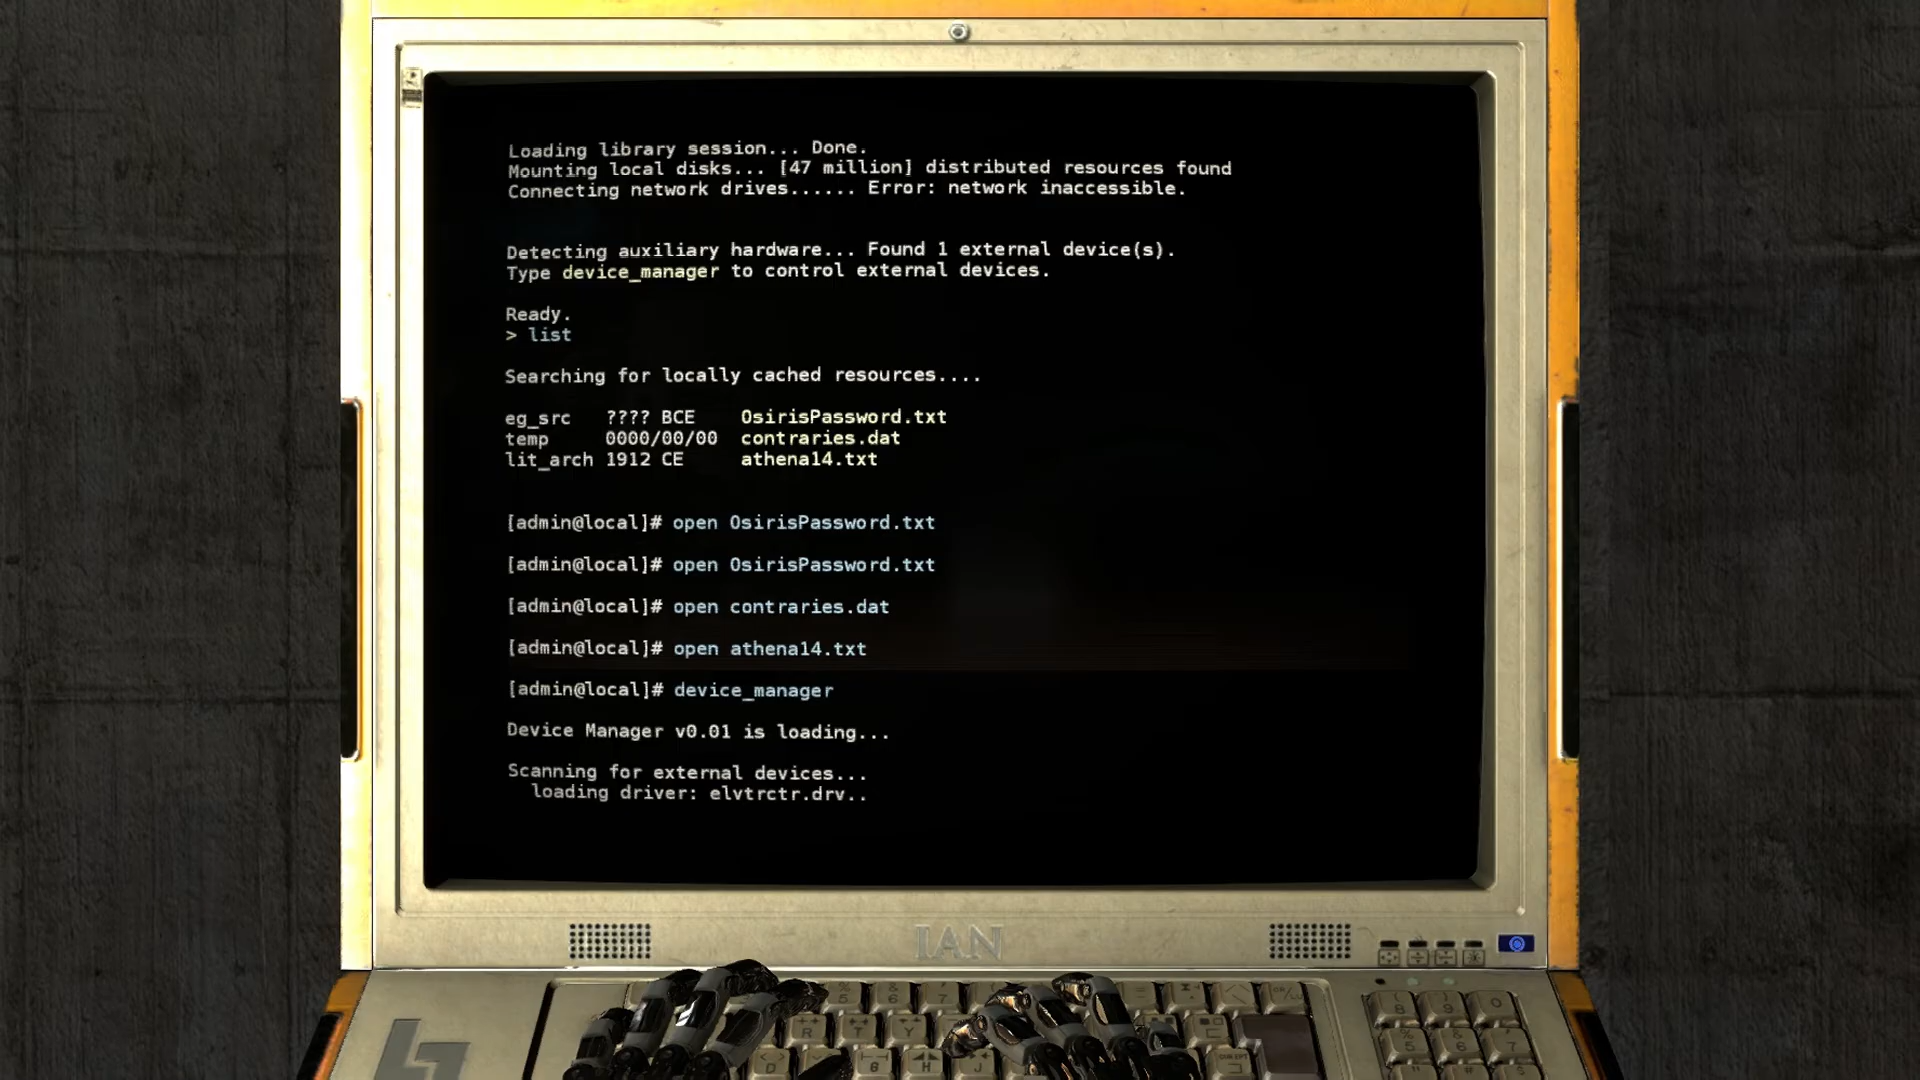 Loading library session... Done.
Mounting local disks... [47 million] distributed resources found
Connecting network drives...... Error: network inaccessible.
Detecting auxiliary hardware... Found 1 external device(s).
Type device_manager to control external devices.
Ready.
> list
Searching for locally cached resources....
eg_src ???? BCE OsirisPassword.txt
temp 0000/00/00 contraries.dat
lit_arch 1912 CE athena14.txt
[admin@local]# open OsirisPassword.txt
[admin@local]# open OsirisPassword.txt
[admin@local]# open contraries.dat
[admin@local]# open athena14.txt
[admin@local]# device_manager
Device Manager v0.01 is loading...
Scanning for external devices...
loading driver: elvtrctr.drv..
IAN